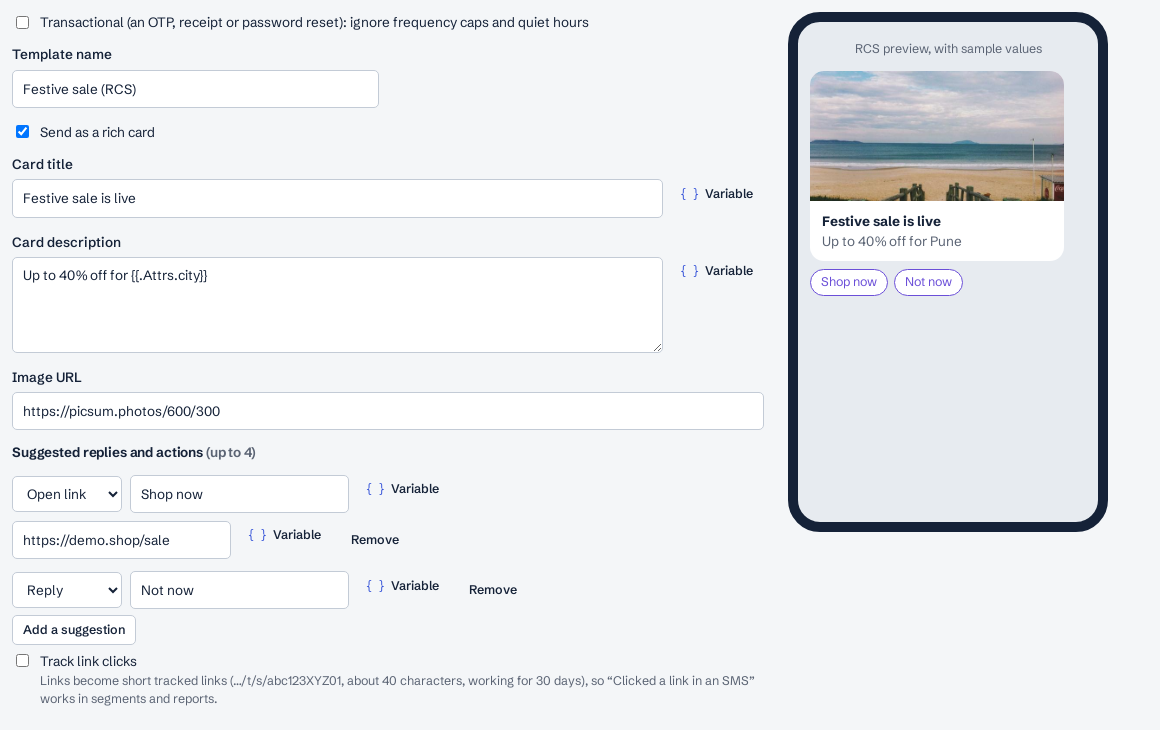 Transactional (an OTP, receipt or password reset): ignore frequency caps and quiet hours
Template name
Festive sale (RCS)
Send as a rich card
Card title
Festive sale is live
{ } Variable
Card description
Up to 40% off for {{.Attrs.city}}
{ } Variable
Image URL
https://picsum.photos/600/300
Suggested replies and actions (up to 4)
Open link
Shop now
{ } Variable
https://demo.shop/sale
{ } Variable
Remove
Reply
Not now
{ } Variable
Remove
Add a suggestion
Track link clicks
Links become short tracked links (…/t/s/abc123XYZ01, about 40 characters, working for 30 days), so “Clicked a link in an SMS”
works in segments and reports.
RCS preview, with sample values
Festive sale is live
Up to 40% off for Pune
Shop now
Not now